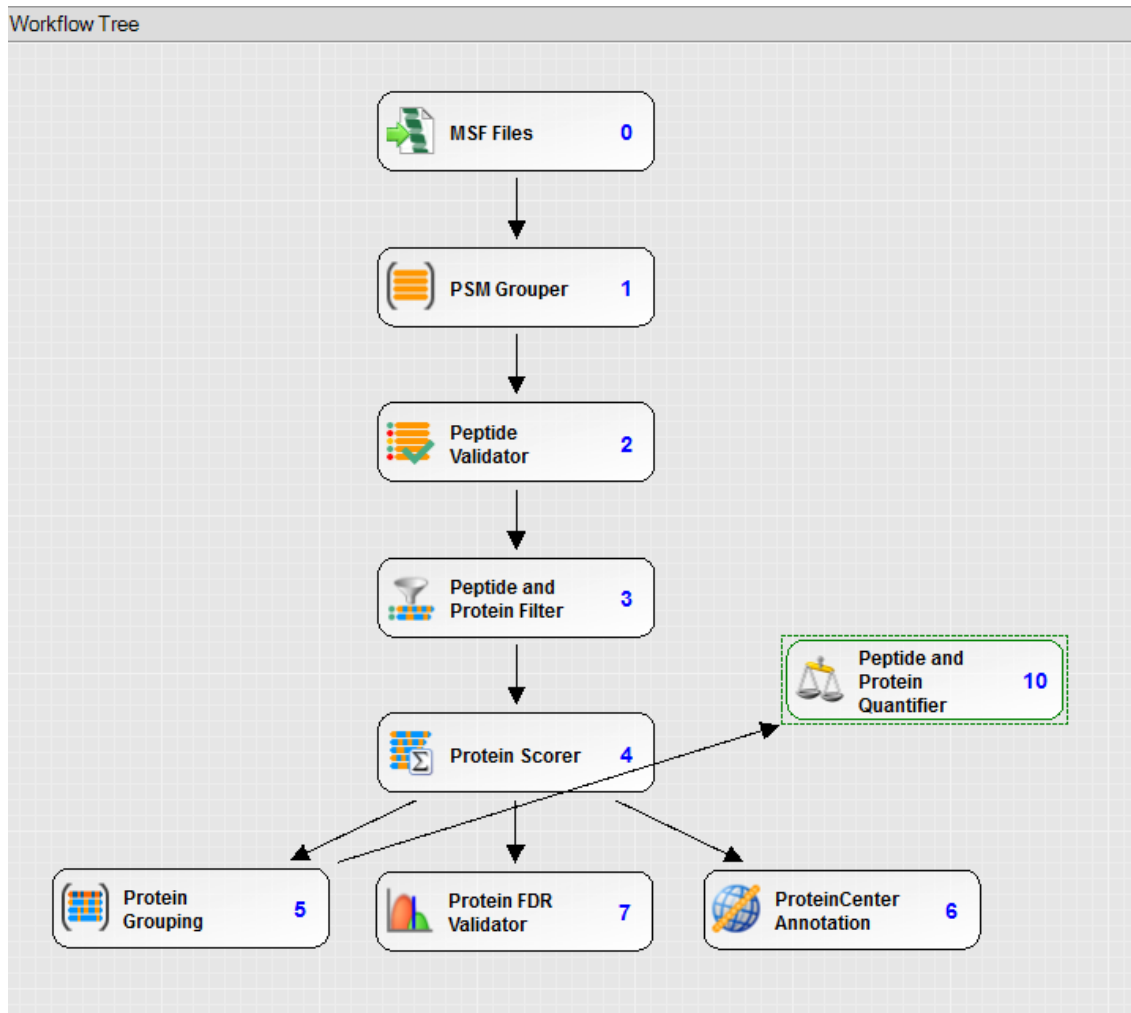 Workflow Tree
MSF Files 0
PSM Grouper 1
Peptide
Validator 2
Peptide and
Protein Filter 3
Peptide and
Protein
Quantifier 10
Protein Scorer 4
Σ
Protein
Grouping 5
Protein FDR
Validator 7
ProteinCenter
Annotation 6